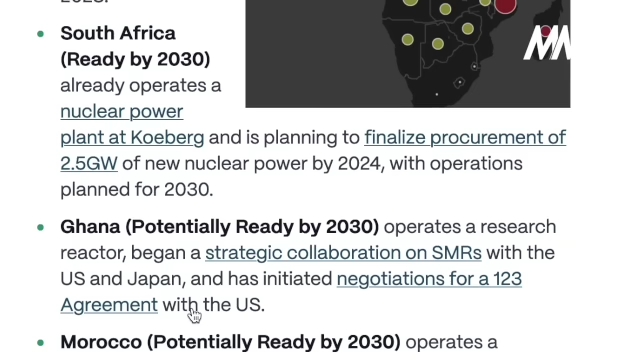 South Africa
(Ready by 2030)
already operates a
nuclear power
plant at Koeberg and is planning to finalize procurement of
2.5GW of new nuclear power by 2024, with operations
planned for 2030.
Ghana (Potentially Ready by 2030) operates a research
reactor, began a strategic collaboration on SMRs with the
US and Japan, and has initiated negotiations for a 123
Agreement with the US.
Morocco (Potentially Ready by 2030) operates a